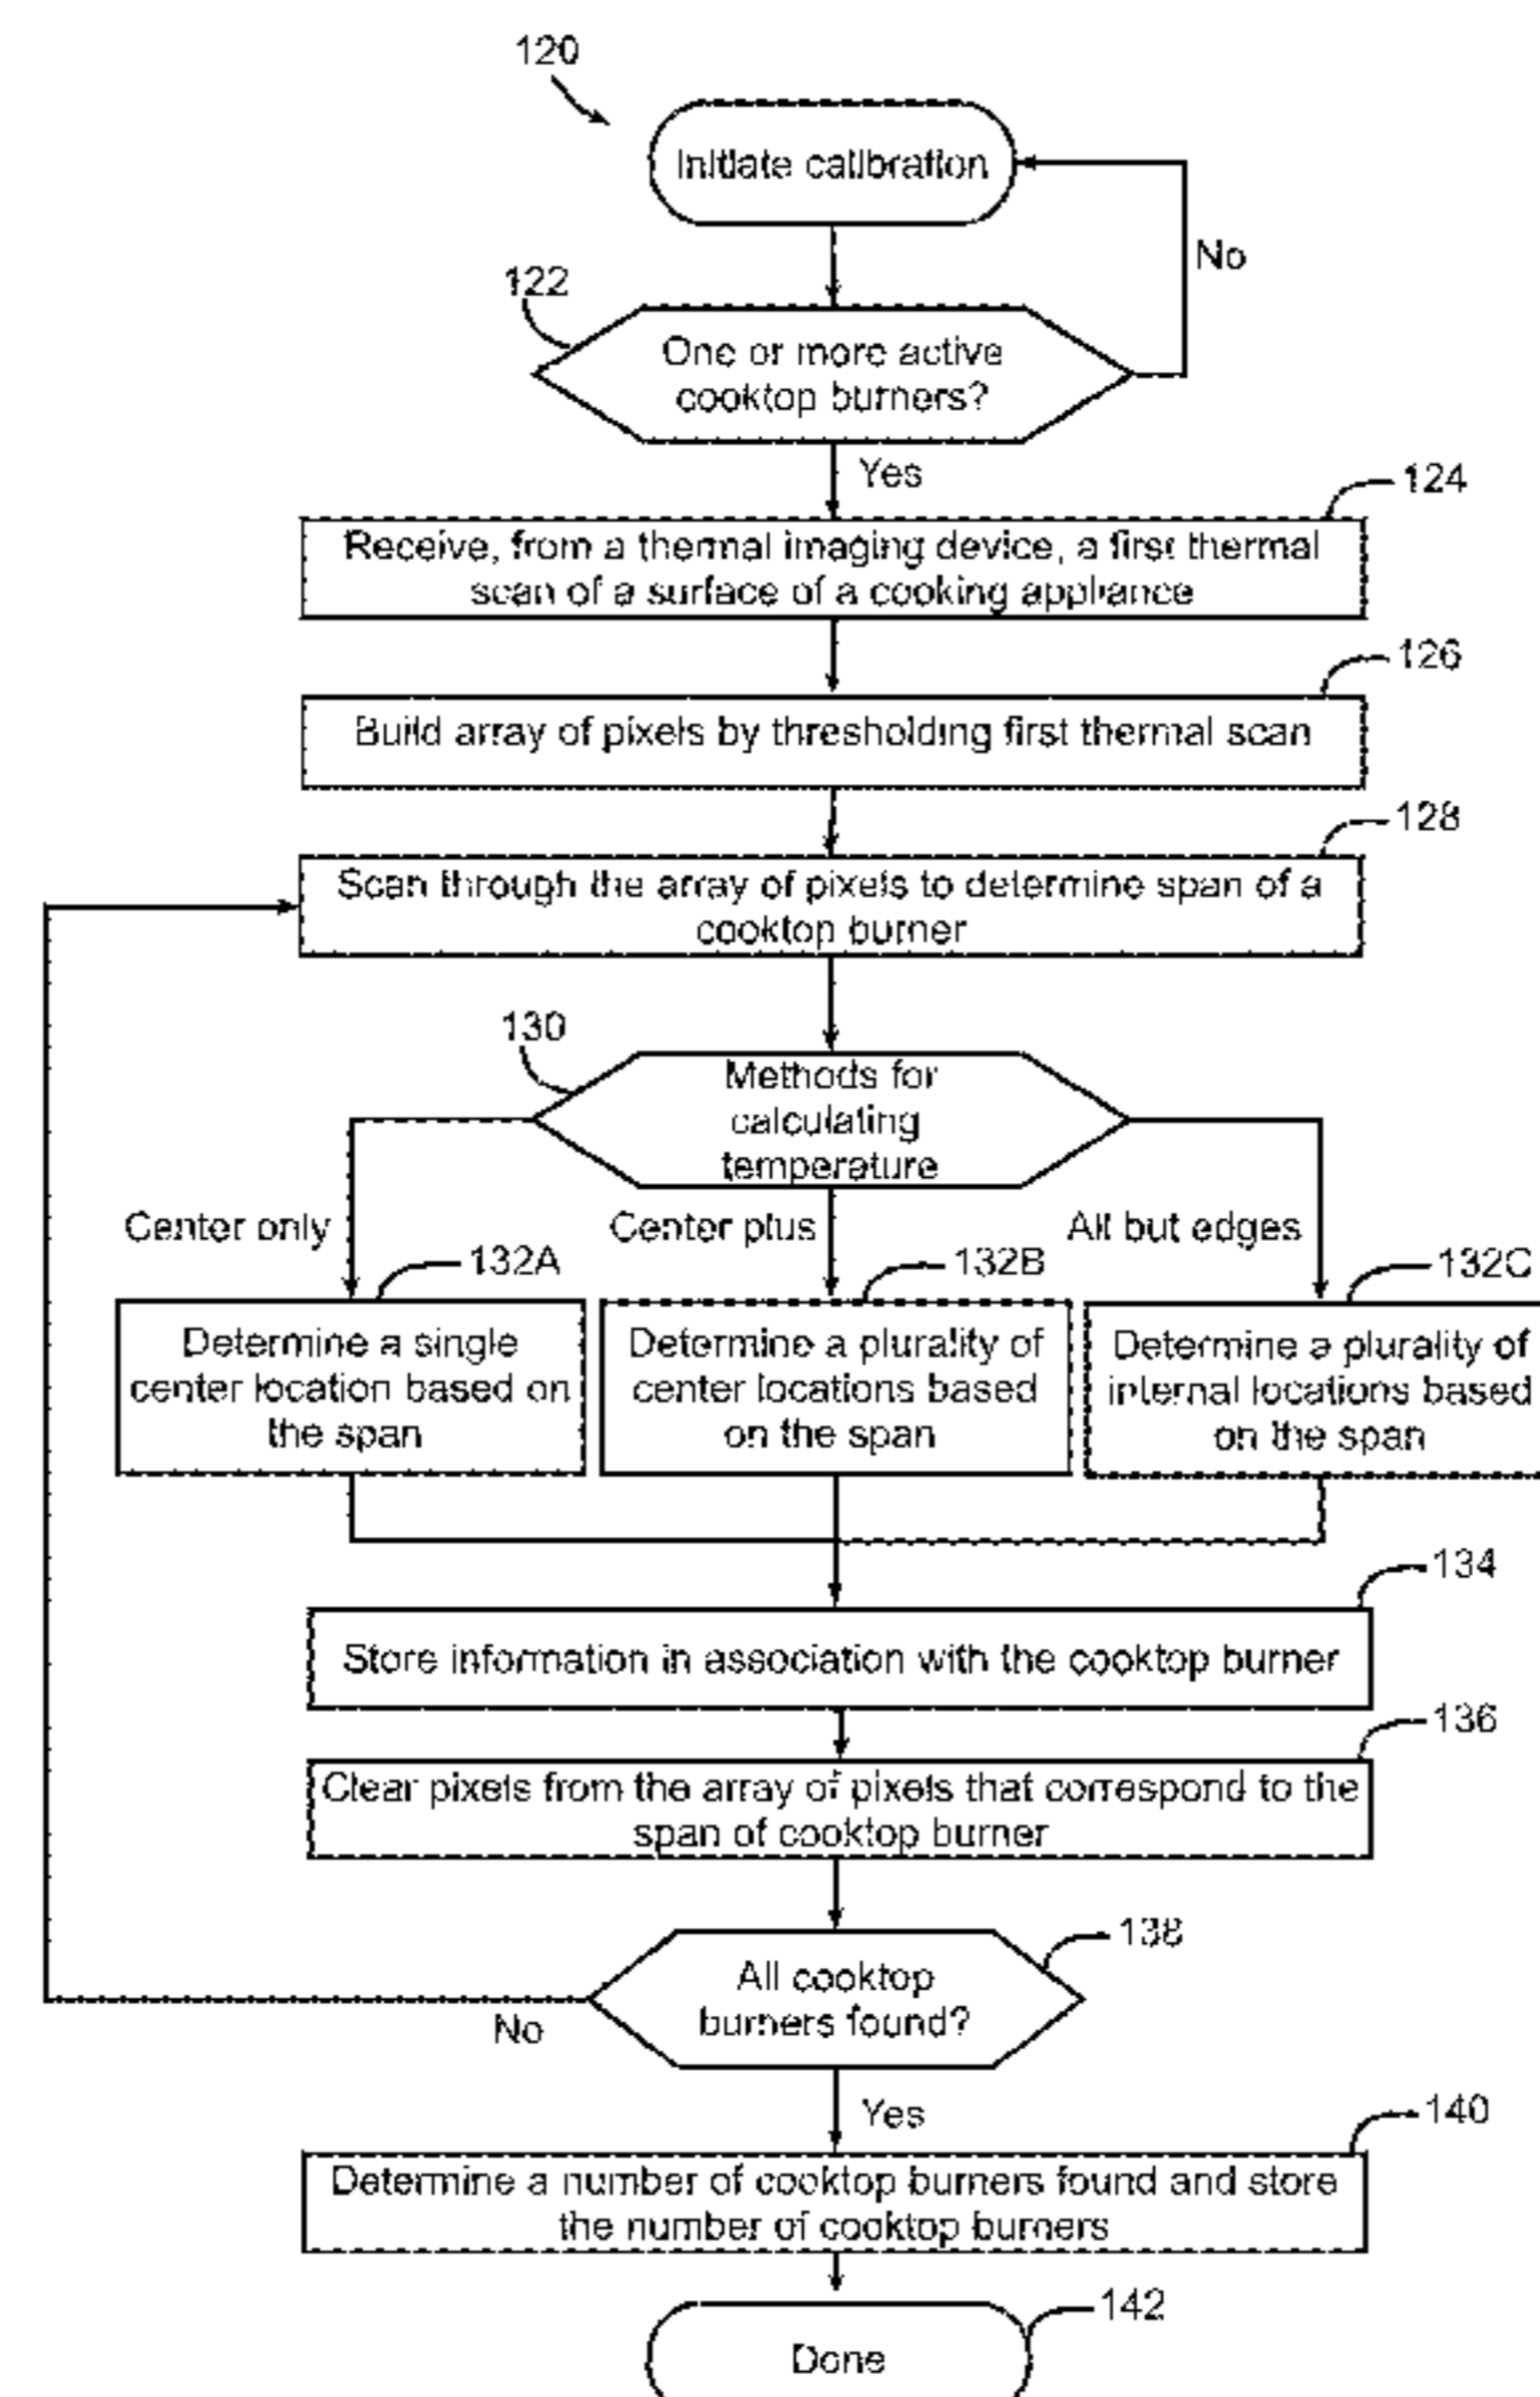 120
Initiate calibration
No
122
One or more active
cooktop burners?
Yes
124
Receive, from a thermal imaging device, a first thermal
scan of a surface of a cooking appliance
126
Build array of pixels by thresholding first thermal scan
128
Scan through the array of pixels to determine span of a
cooktop burner
130
Methods for
calculating
temperature
Center only
Center plus
All but edges
132A
132B
132C
Determine a single
center location based on
the span
Determine a plurality of
center locations based
on the span
Determine a plurality of
internal locations based
on the span
134
Store information in association with the cooktop burner
136
Clear pixels from the array of pixels that correspond to the
span of cooktop burner
138
All cooktop
burners found?
No
Yes
140
Determine a number of cooktop burners found and store
the number of cooktop burners
142
Done